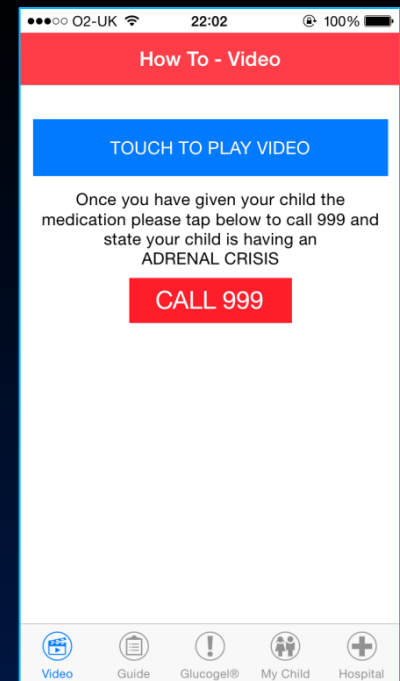 O2-UK 22:02 100%
How To - Video
TOUCH TO PLAY VIDEO
Once you have given your child the
medication please tap below to call 999 and
state your child is having an
ADRENAL CRISIS
CALL 999
Video Guide Glucogel® My Child Hospital